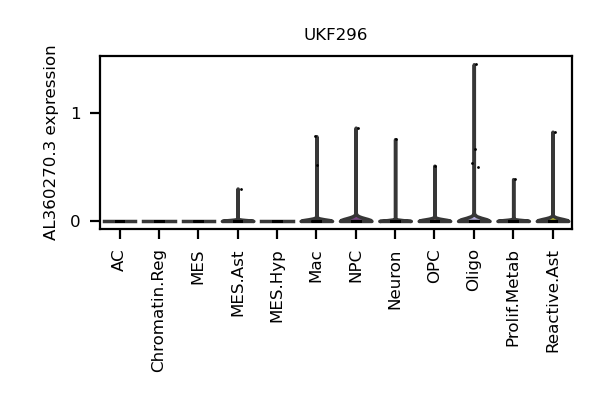 UKF296
AL360270.3 expression
1
0
AC
Chromatin.Reg
MES
MES.Ast
MES.Hyp
Mac
NPC
Neuron
OPC
Oligo
Prolif.Metab
Reactive.Ast